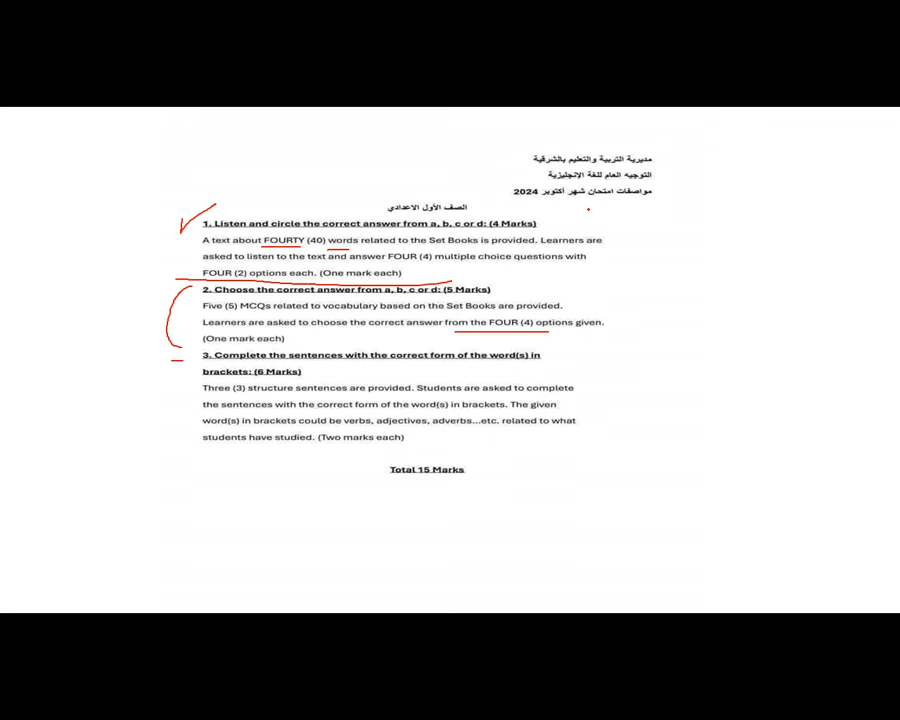 مديرية التربية والتعليم بالشرقية
التوجيه العام للغة الإنجليزية
مواصفات امتحان شهر أكتوبر 2024
الصف الأول الاعدادي
1. Listen and circle the correct answer from a, b, c or d: (4 Marks)
A text about FOURTY (40) words related to the Set Books is provided. Learners are
asked to listen to the text and answer FOUR (4) multiple choice questions with
FOUR (2) options each. (One mark each)
2. Choose the correct answer from a, b, c or d: (5 Marks)
Five (5) MCQs related to vocabulary based on the Set Books are provided.
Learners are asked to choose the correct answer from the FOUR (4) options given.
(One mark each)
3. Complete the sentences with the correct form of the word(s) in
brackets: (6 Marks)
Three (3) structure sentences are provided. Students are asked to complete
the sentences with the correct form of the word(s) in brackets. The given
word(s) in brackets could be verbs, adjectives, adverbs...etc. related to what
students have studied. (Two marks each)
Total 15 Marks